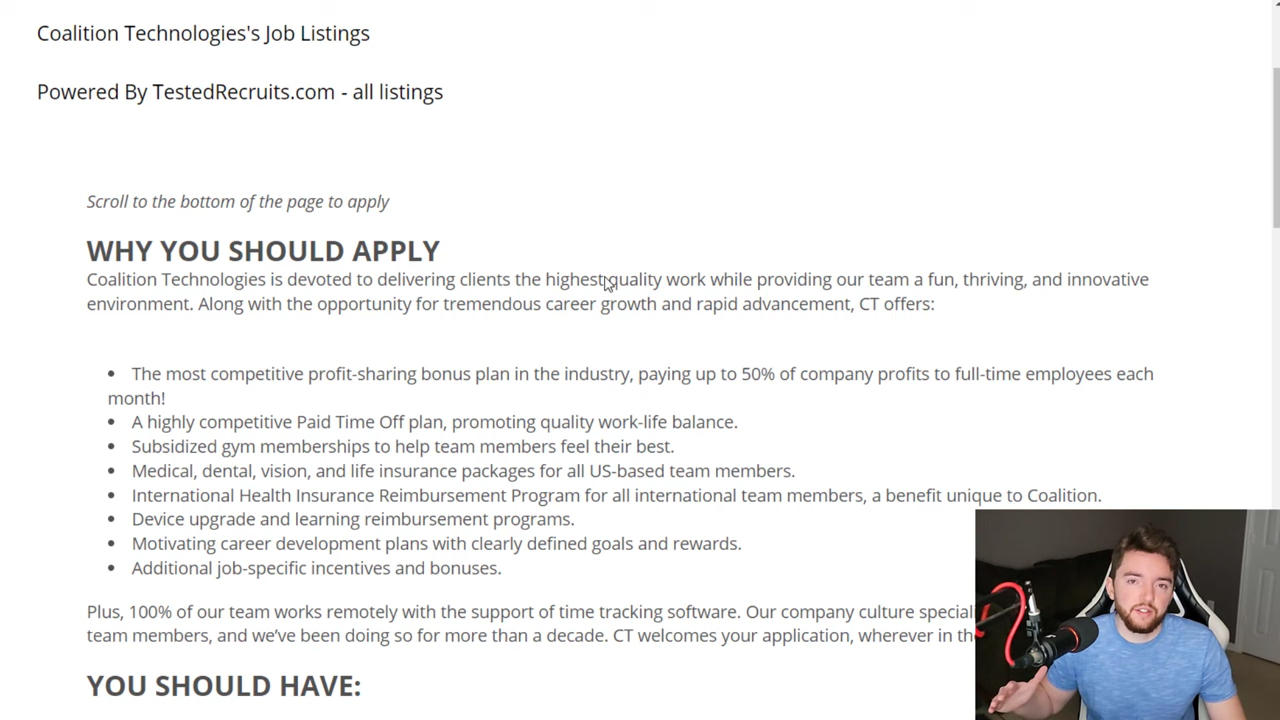 Coalition Technologies's Job Listings
Powered By TestedRecruits.com - all listings
Scroll to the bottom of the page to apply
WHY YOU SHOULD APPLY
Coalition Technologies is devoted to delivering clients the highest quality work while providing our team a fun, thriving, and innovative
environment. Along with the opportunity for tremendous career growth and rapid advancement, CT offers:
• The most competitive profit-sharing bonus plan in the industry, paying up to 50% of company profits to full-time employees each
month!
• A highly competitive Paid Time Off plan, promoting quality work-life balance.
• Subsidized gym memberships to help team members feel their best.
• Medical, dental, vision, and life insurance packages for all US-based team members.
• International Health Insurance Reimbursement Program for all international team members, a benefit unique to Coalition.
• Device upgrade and learning reimbursement programs.
• Motivating career development plans with clearly defined goals and rewards.
• Additional job-specific incentives and bonuses.
Plus, 100% of our team works remotely with the support of time tracking software. Our company culture
team members, and we've been doing so for more than a decade. CT welcomes your application, wherever in
YOU SHOULD HAVE: